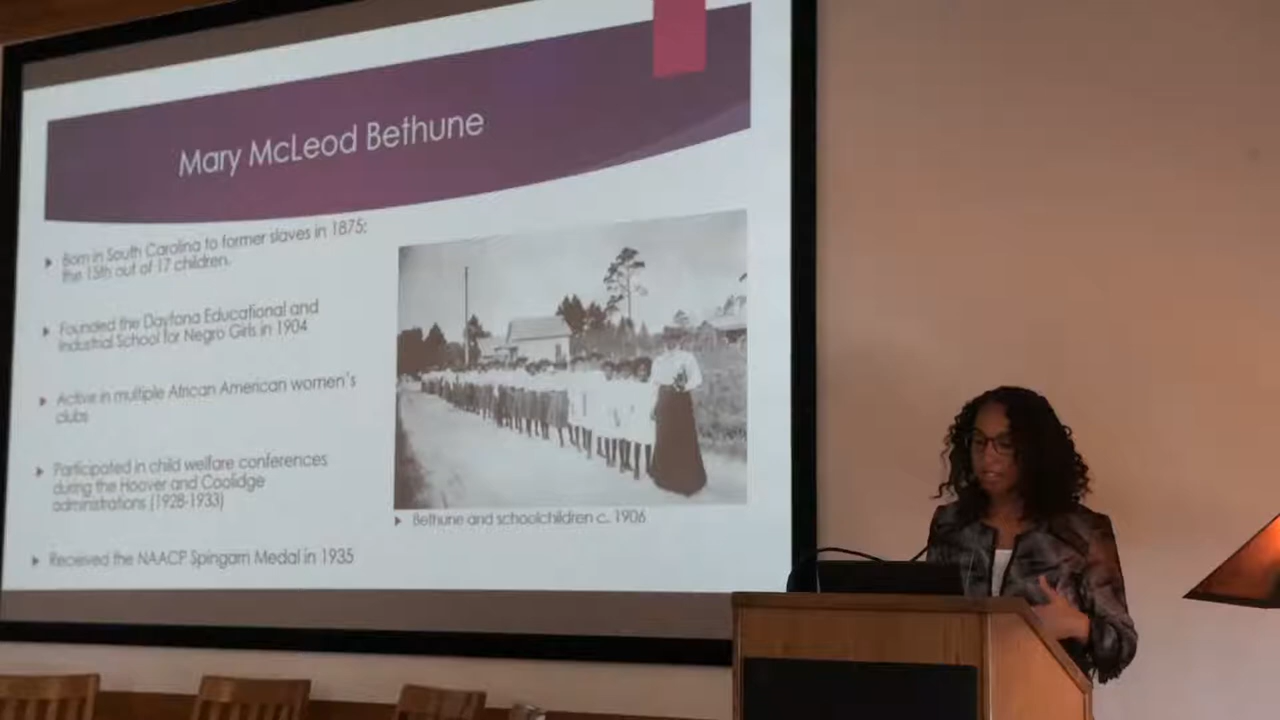 Mary McLeod Bethune
Born in South Carolina to former slaves in 1875;
the 15th out of 17 children.
Founded the Daytona Educational and
Industrial School for Negro Girls in 1904
Active in multiple African American women's
clubs
Participated in child welfare conferences
during the Hoover and Coolidge
administrations (1928-1933)
Received the NAACP Spingarn Medal in 1935
Bethune and schoolchildren c. 1906